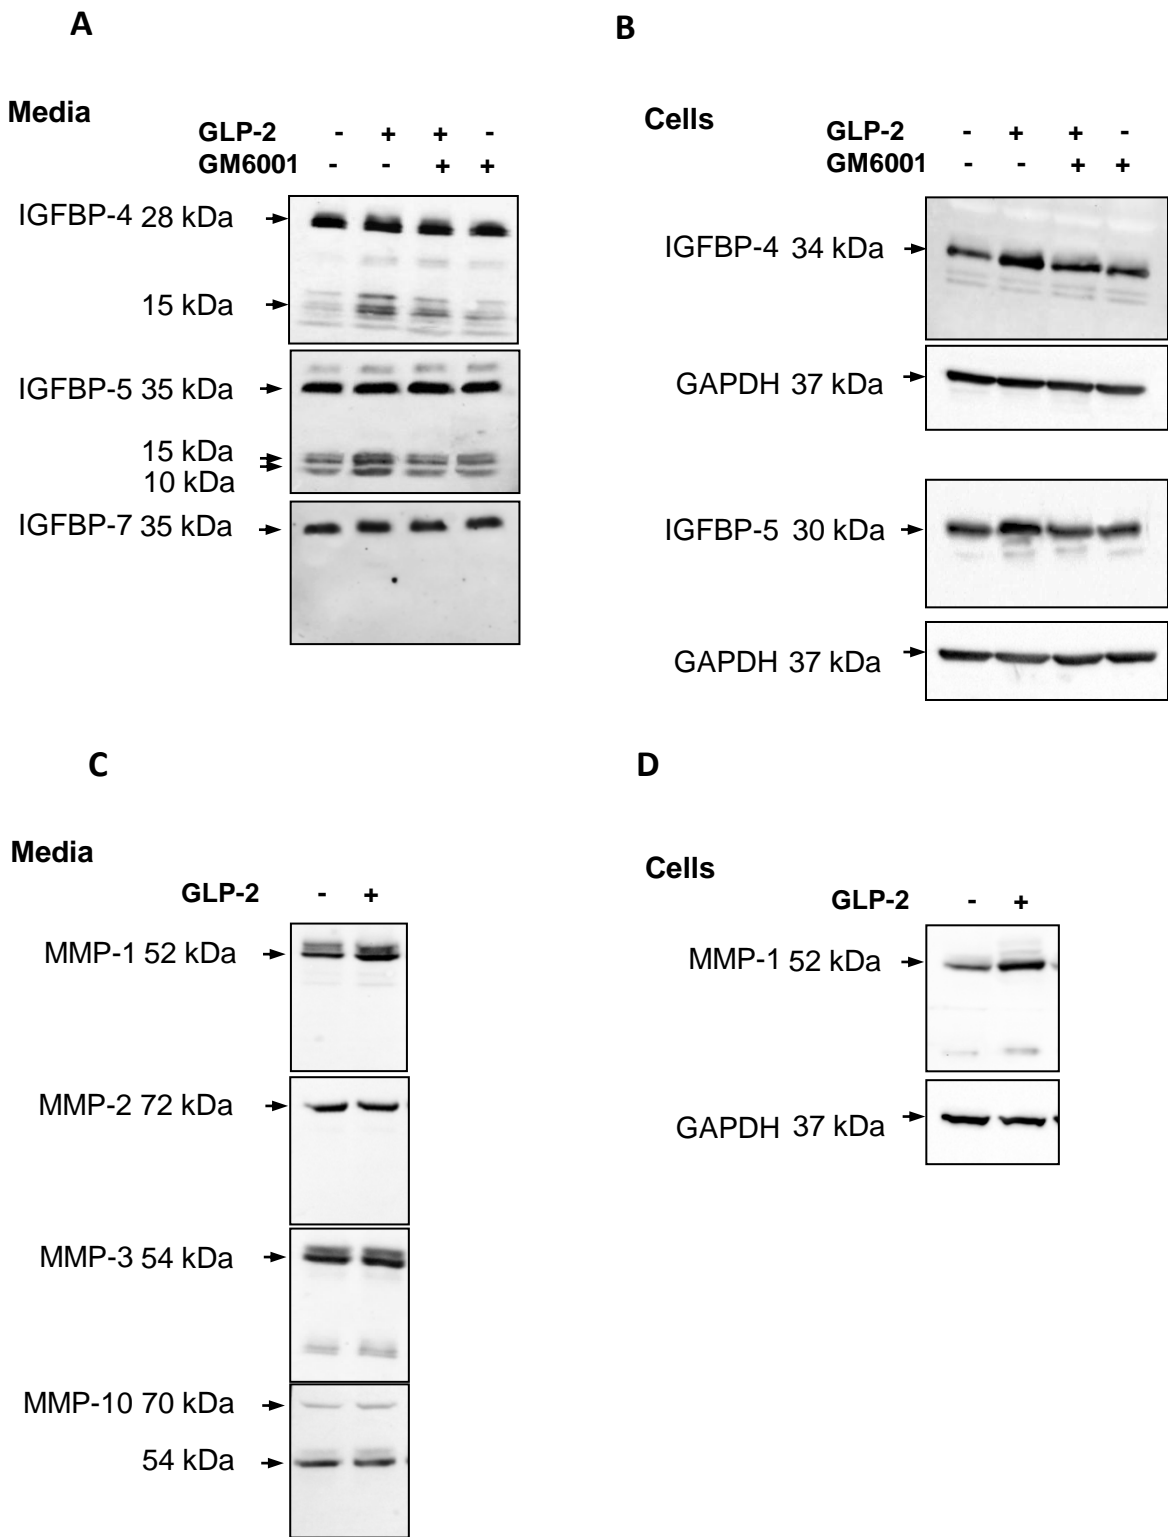 A
Media
GLP-2 - + + -
GM6001 - - + +
IGFBP-4 28 kDa
15 kDa
IGFBP-5 35 kDa
15 kDa
10 kDa
IGFBP-7 35 kDa
B
Cells
GLP-2 - + + -
GM6001 - - + +
IGFBP-4 34 kDa
GAPDH 37 kDa
IGFBP-5 30 kDa
GAPDH 37 kDa
C
Media
GLP-2 - +
MMP-1 52 kDa
MMP-2 72 kDa
MMP-3 54 kDa
MMP-10 70 kDa
54 kDa
D
Cells
GLP-2 - +
MMP-1 52 kDa
GAPDH 37 kDa